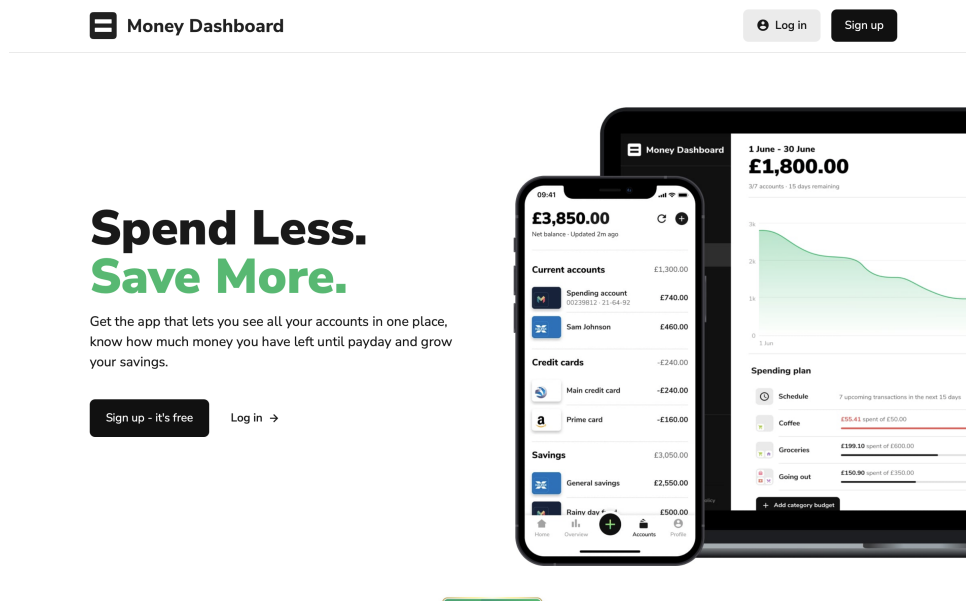 Money Dashboard
Log in
Sign up
Spend Less.
Save More.
Get the app that lets you see all your accounts in one place,
know how much money you have left until payday and grow
your savings.
Sign up - it's free
Log in →
09:41
£3,850.00
Net balance · Updated 2m ago
Current accounts £1,300.00
Spending account £740.00
00239812 · 21-64-92
Sam Johnson £460.00
Credit cards -£240.00
Main credit card -£240.00
Prime card -£160.00
Savings £3,050.00
General savings £2,550.00
Rainy day £500.00
Home
Overview
Accounts
Profile
Money Dashboard
1 June - 30 June
£1,800.00
3/7 accounts · 15 days remaining
3k
2k
1k
0
1 Jun
Spending plan
Schedule 7 upcoming transactions in the next 15 days
Coffee £55.41 spent of £50.00
Groceries £199.10 spent of £600.00
Going out £150.90 spent of £350.00
+ Add category budget